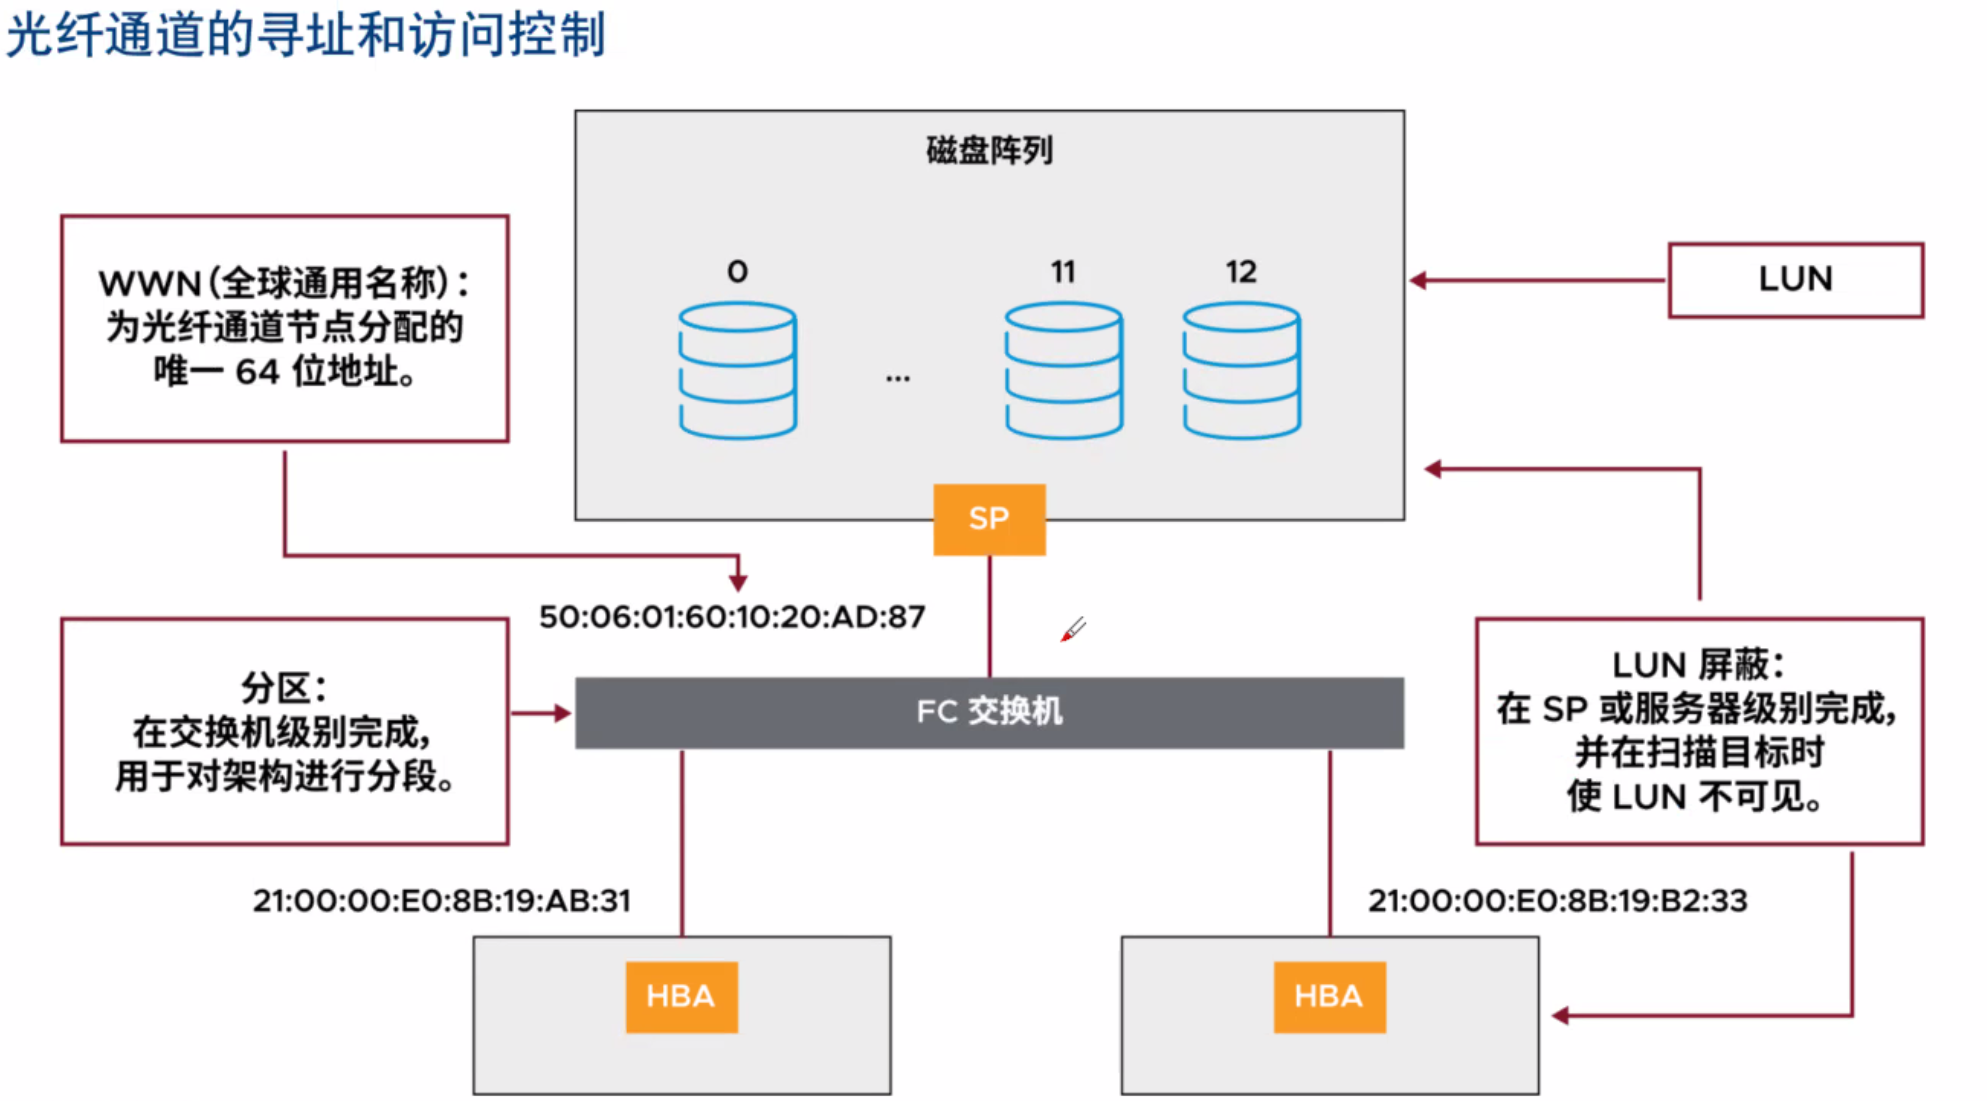 光纤通道的寻址和访问控制
磁盘阵列
0
...
11
12
LUN
WWN（全球通用名称）：
为光纤通道节点分配的
唯一 64 位地址。
SP
50:06:01:60:10:20:AD:87
分区：
在交换机级别完成，
用于对架构进行分段。
FC 交换机
LUN 屏蔽：
在 SP 或服务器级别完成，
并在扫描目标时
使 LUN 不可见。
21:00:00:E0:8B:19:AB:31
21:00:00:E0:8B:19:B2:33
HBA
HBA